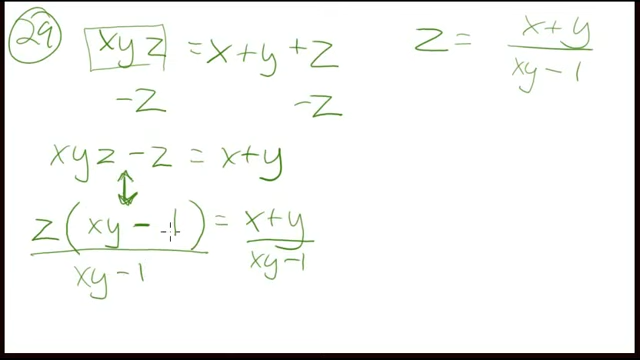 29
xyz = x + y + z
-z -z
xyz - z = x+y
z ( xy - 1 ) = x+y
xy - 1 xy - 1
z = x+y
xy - 1